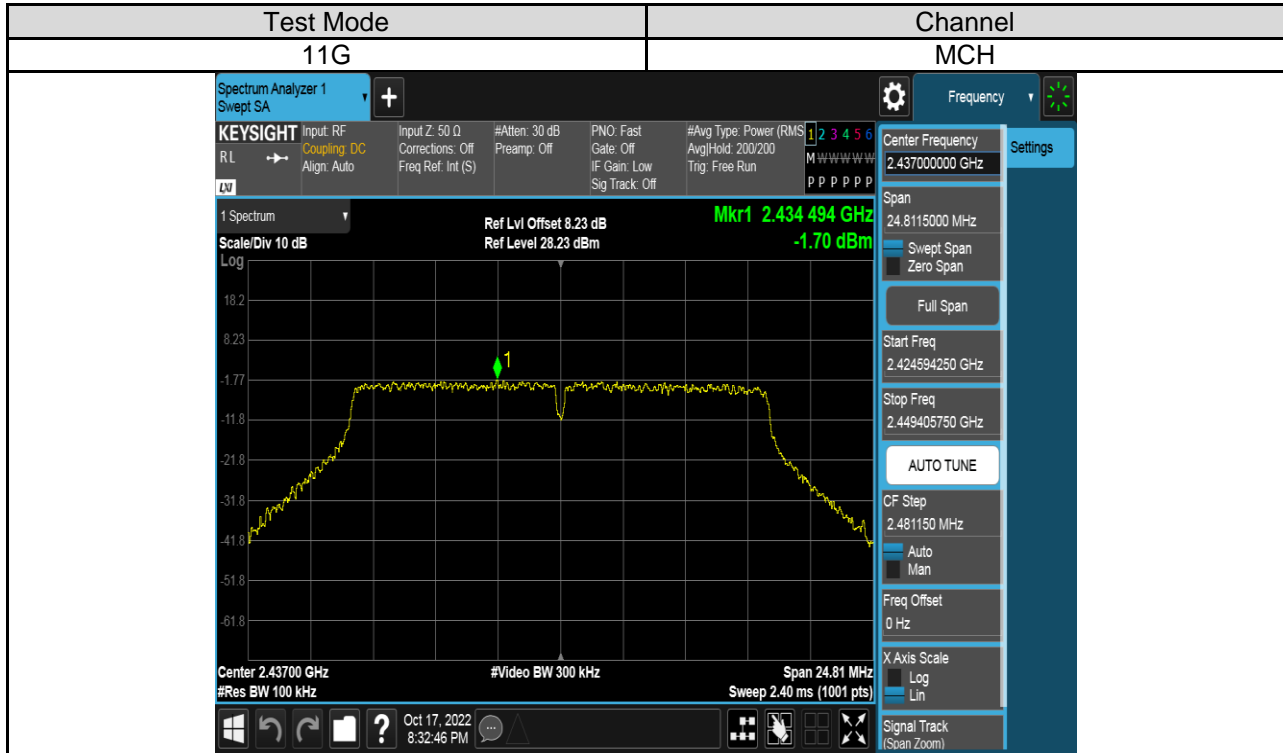 Test Mode Channel
11G MCH
Spectrum Analyzer 1
Swept SA
Frequency
KEYSIGHT
RL
LXI
Input: RF
Coupling: DC
Align: Auto
Input Z: 50 Ω
Corrections: Off
Freq Ref: Int (S)
#Atten: 30 dB
Preamp: Off
PNO: Fast
Gate: Off
IF Gain: Low
Sig Track: Off
#Avg Type: Power (RMS
Avg|Hold: 200/200
Trig: Free Run
1 2 3 4 5 6
M W W W W W
P P P P P P
1 Spectrum
Scale/Div 10 dB
Log
Ref Lvl Offset 8.23 dB
Ref Level 28.23 dBm
Mkr1 2.434 494 GHz
-1.70 dBm
18.2
8.23
-1.77
-11.8
-21.8
-31.8
-41.8
-51.8
-61.8
1
Center 2.43700 GHz
#Res BW 100 kHz
#Video BW 300 kHz
Span 24.81 MHz
Sweep 2.40 ms (1001 pts)
?
Oct 17, 2022
8:32:46 PM
Center Frequency
2.437000000 GHz
Span
24.8115000 MHz
Swept Span
Zero Span
Full Span
Start Freq
2.424594250 GHz
Stop Freq
2.449405750 GHz
AUTO TUNE
CF Step
2.481150 MHz
Auto
Man
Freq Offset
0 Hz
X Axis Scale
Log
Lin
Signal Track
(Span Zoom)
Settings